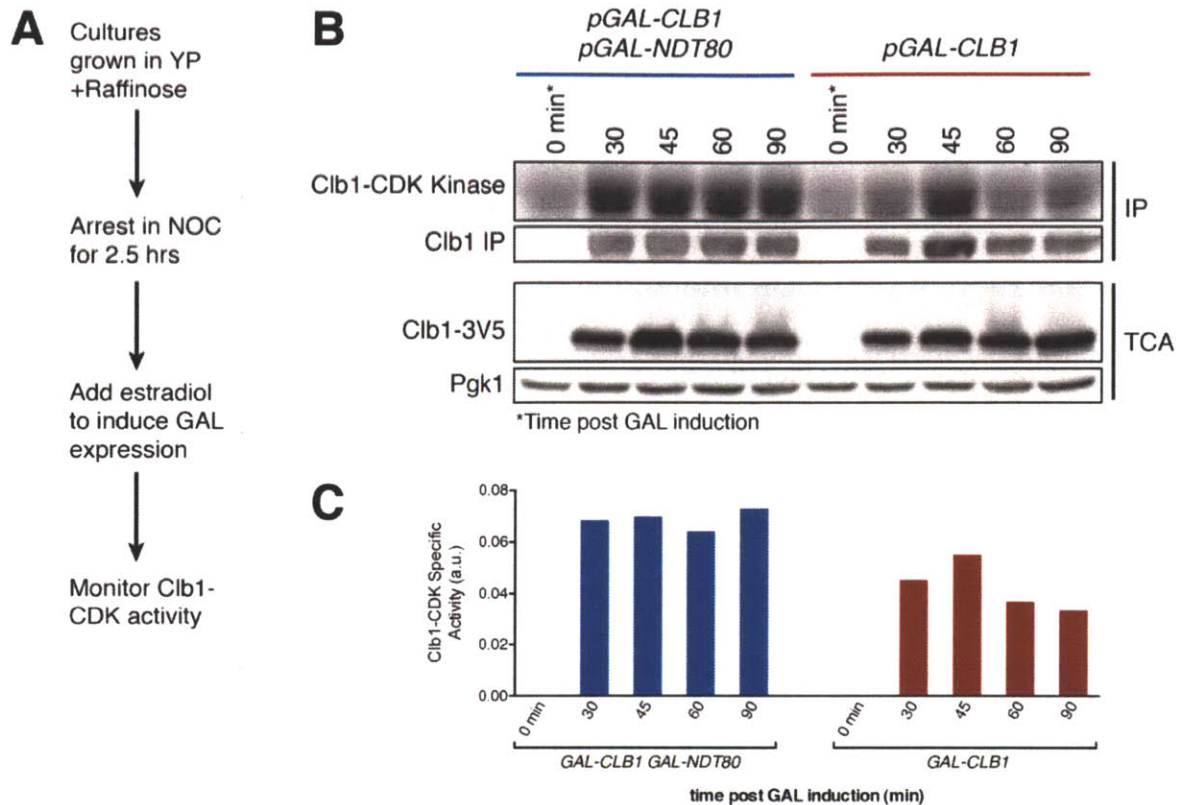 A
Cultures
grown in YP
+Raffinose
Arrest in NOC
for 2.5 hrs
Add estradiol
to induce GAL
expression
Monitor Clb1-
CDK activity
B
pGAL-CLB1
pGAL-NDT80
pGAL-CLB1
0 min* 30 45 60 90 0 min* 30 45 60 90
Clb1-CDK Kinase
Clb1 IP
IP
Clb1-3V5
Pgk1
TCA
*Time post GAL induction
C
Clb1-CDK Specific
Activity (a.u.)
0.08
0.06
0.04
0.02
0.00
0 min 30 45 60 90 0 min 30 45 60 90
GAL-CLB1 GAL-NDT80 GAL-CLB1
time post GAL induction (min)